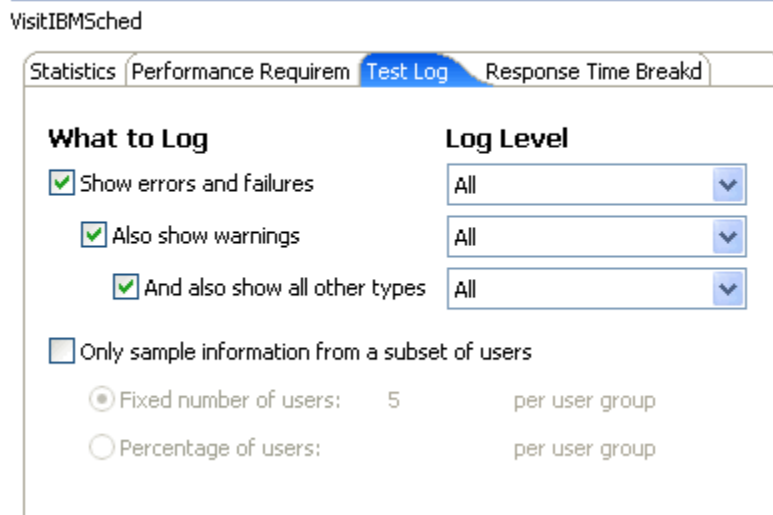 VisitIBMSched
Statistics Performance Requirem Test Log Response Time Breakd
What to Log Log Level
Show errors and failures All
Also show warnings All
And also show all other types All
Only sample information from a subset of users
Fixed number of users: 5 per user group
Percentage of users: per user group